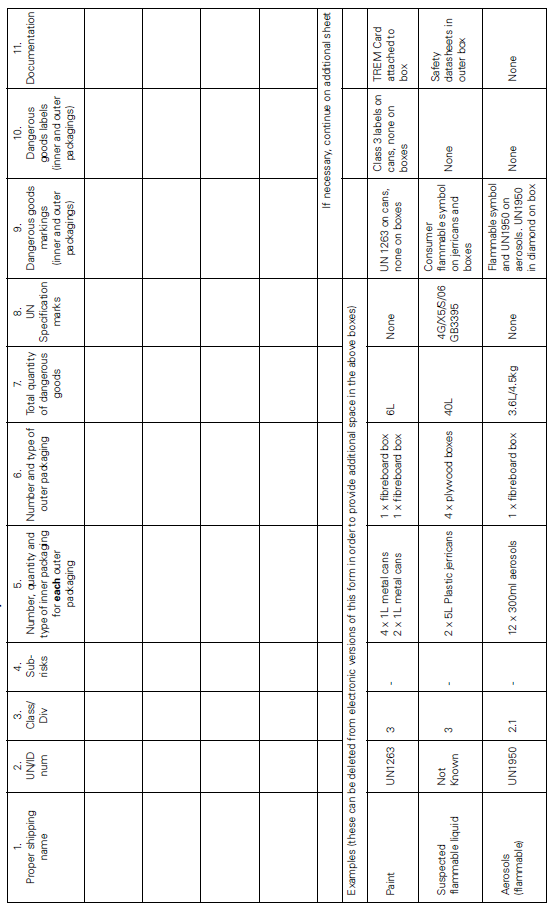 1.
Proper shipping
name
2.
UN/ID
num
3.
Class/
Div
4.
Sub-
risks
5.
Number, quantity and
type of inner packaging
for each outer
packaging
6.
Number and type of
outer packaging
7.
Total quantity
of dangerous
goods
8.
UN
Specification
marks
9.
Dangerous goods
markings
(inner and outer
packagings)
10.
Dangerous
goods labels
(inner and outer
packagings)
11.
Documentation
If necessary, continue on additional sheet
Examples (these can be deleted from electronic versions of this form in order to provide additional space in the above boxes)
Paint
UN1263
3
-
4 x 1L metal cans
2 x 1L metal cans
1 x fibreboard box
1 x fibreboard box
6L
None
UN 1263 on cans,
none on boxes
Class 3 labels on
cans, none on
boxes
TREM Card
attached to
box
Suspected
flammable liquid
Not
Known
3
-
2 x 5L Plastic jerricans
4 x plywood boxes
40L
4G/X5/S/06
GB3395
Consumer
flammable symbol
on jerricans and
boxes
None
Safety
datasheets in
outer box
Aerosols
(flammable)
UN1950
2.1
-
12 x 300ml aerosols
1 x fibreboard box
3.6L/4.5kg
None
Flammable symbol
and UN1950 on
aerosols. UN1950
in diamond on box
None
None